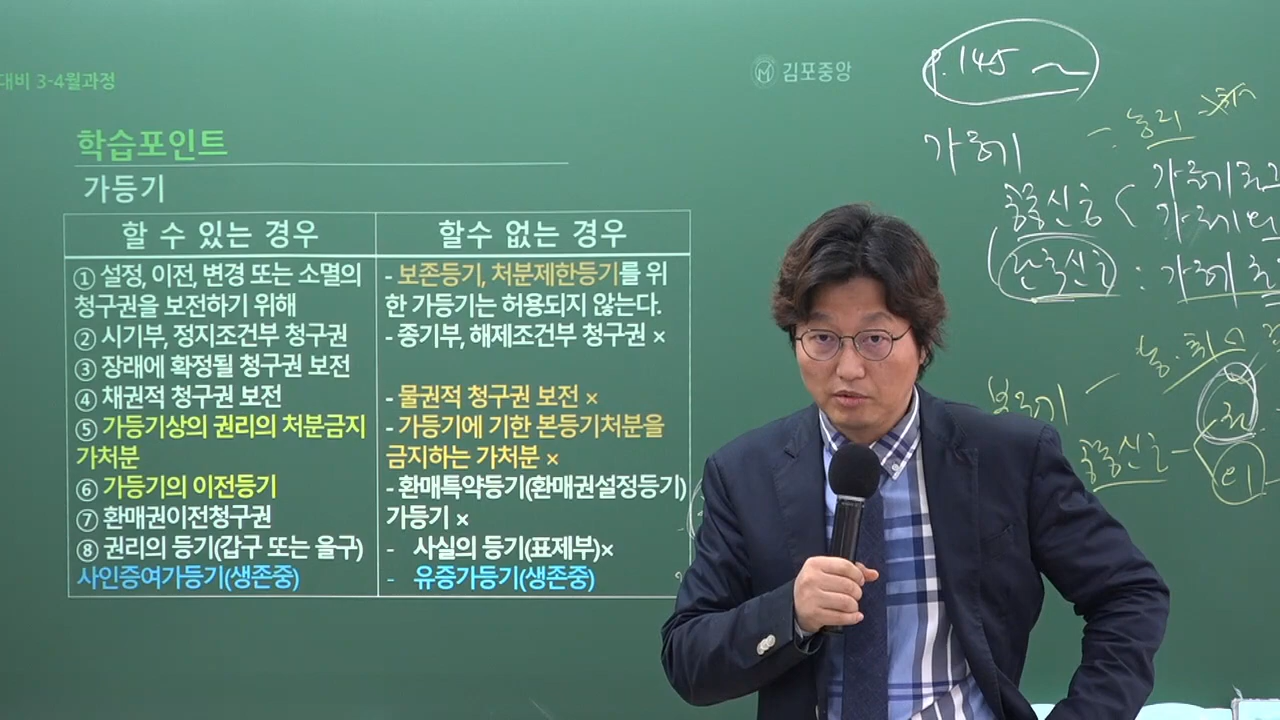 대비 3-4월과정
김포중앙
학습포인트
가등기
할 수 있는 경우
할수 없는 경우
① 설정, 이전, 변경 또는 소멸의
청구권을 보전하기 위해
- 보존등기, 처분제한등기를 위
한 가등기는 허용되지 않는다.
② 시기부, 정지조건부 청구권
- 종기부, 해제조건부 청구권 ×
③ 장래에 확정될 청구권 보전
④ 채권적 청구권 보전
- 물권적 청구권 보전 ×
⑤ 가등기상의 권리의 처분금지
가처분
- 가등기에 기한 본등기처분을
금지하는 가처분 ×
⑥ 가등기의 이전등기
- 환매특약등기(환매권설정등기)
가등기 ×
⑦ 환매권이전청구권
⑧ 권리의 등기(갑구 또는 을구)
- 사실의 등기(표제부)×
사인증여가등기(생존중)
- 유증가등기(생존중)
P.145 ~
가등기
공동신청
단독신청 :